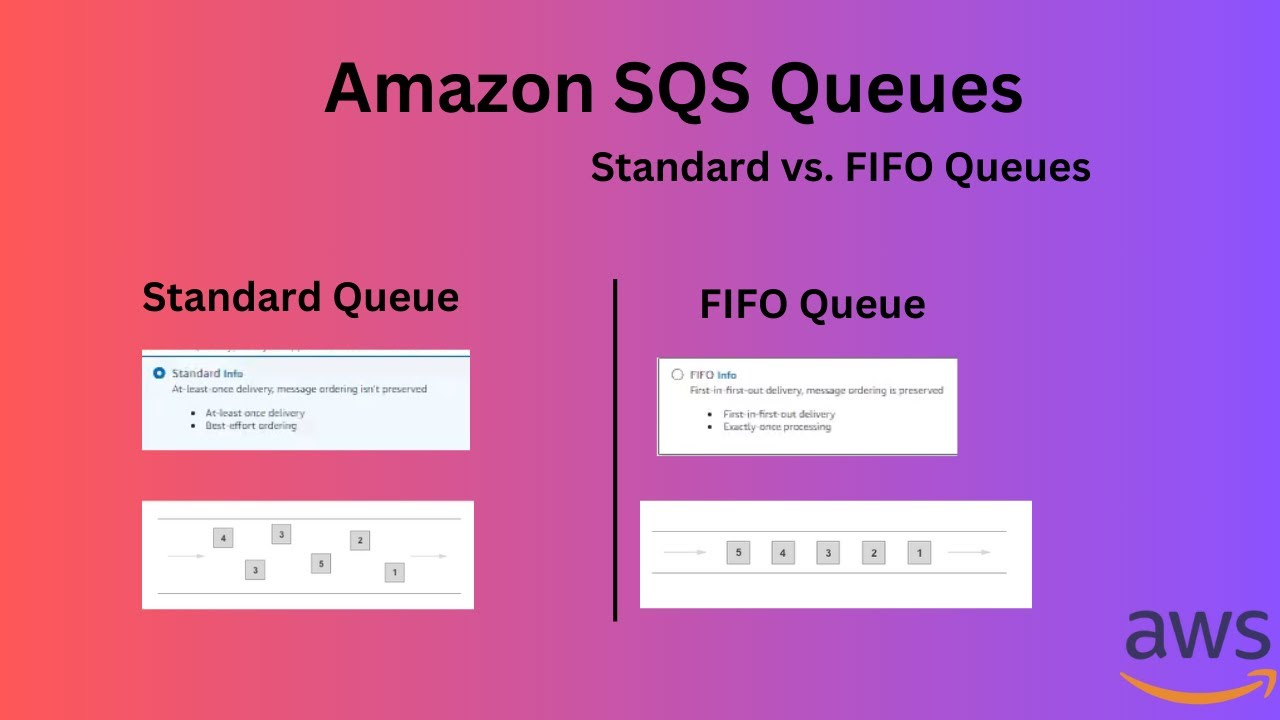 Amazon SQS Queues
Standard vs. FIFO Queues
Standard Queue
Standard Info
At-least-once delivery, message ordering isn't preserved
• At-least once delivery
• Best-effort ordering
4
3
2
3
5
1
FIFO Queue
FIFO Info
First-in-first-out delivery, message ordering is preserved
• First-in-first-out delivery
• Exactly-once processing
5 4 3 2 1
aws